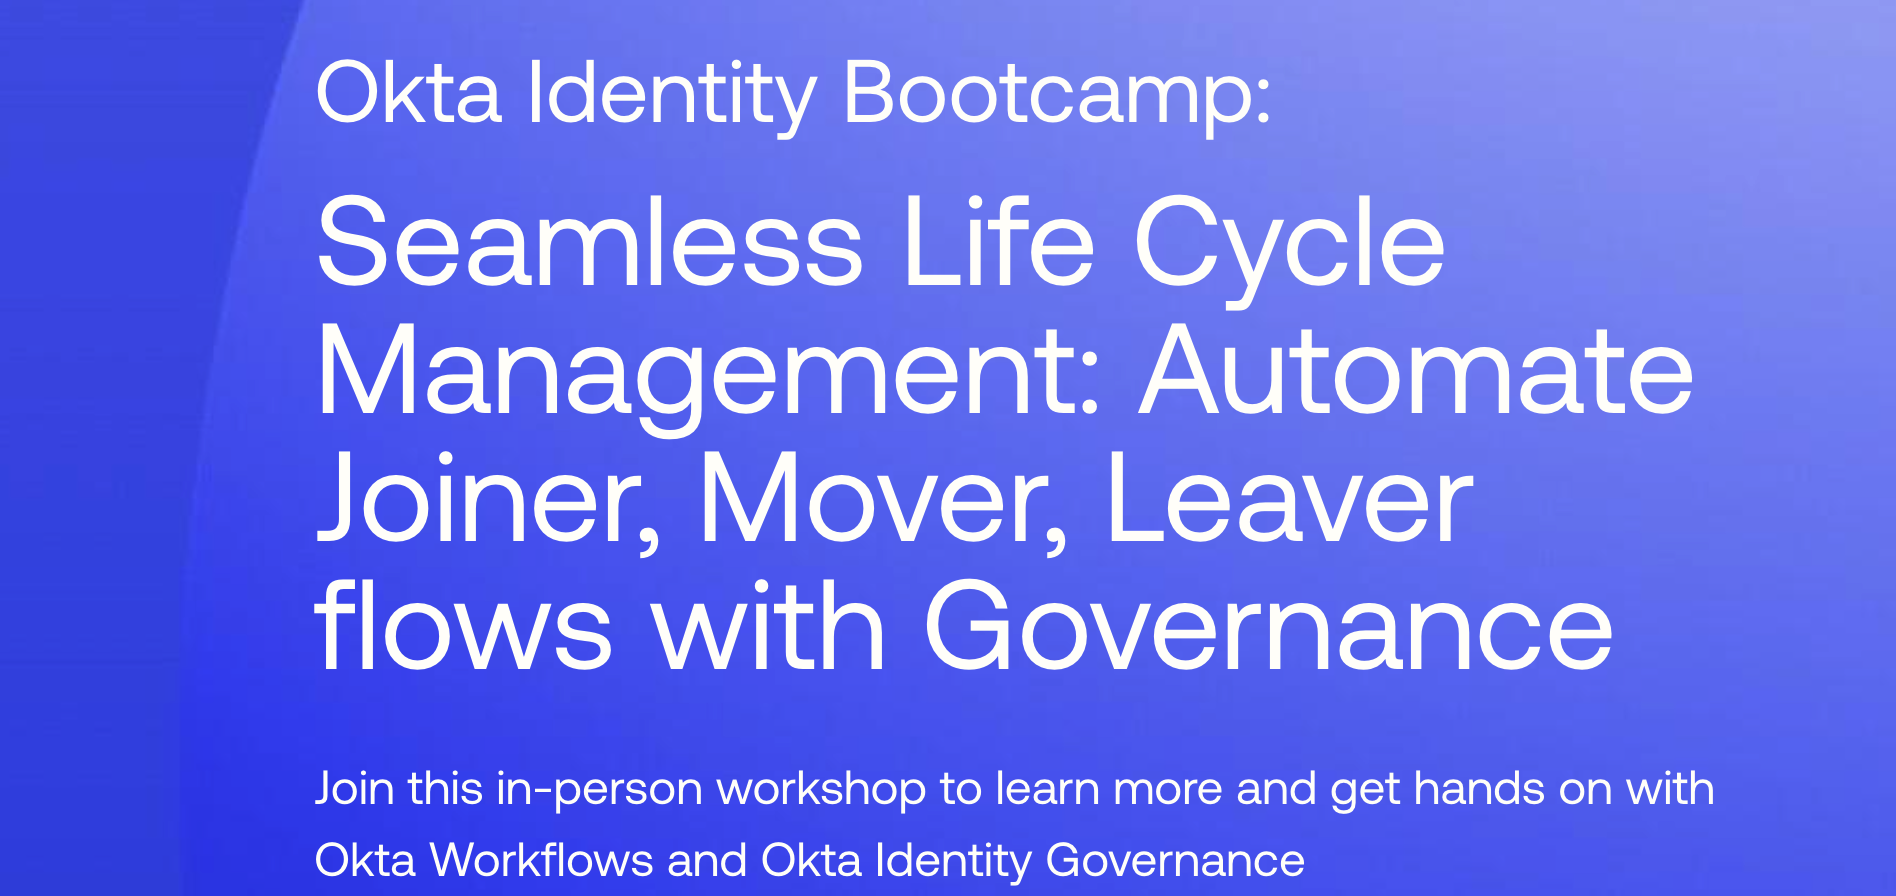 Okta Identity Bootcamp:
Seamless Life Cycle
Management: Automate
Joiner, Mover, Leaver
flows with Governance
Join this in-person workshop to learn more and get hands on with
Okta Workflows and Okta Identity Governance